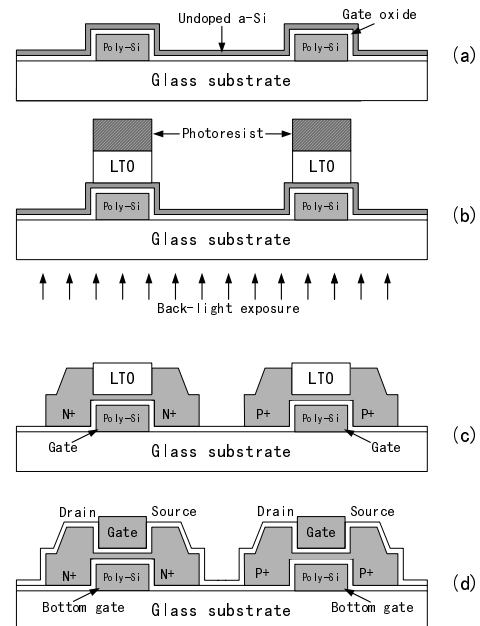 Undoped a-Si
Gate oxide
Poly-Si
Poly-Si
(a)
Glass substrate
Photoresist
LTO
LTO
Poly-Si
Poly-Si
(b)
Glass substrate
Back-light exposure
LTO
LTO
N+
Poly-Si
N+
P+
Poly-Si
P+
(c)
Gate
Gate
Glass substrate
Drain
Source
Drain
Source
Gate
Gate
N+
Poly-Si
N+
P+
Poly-Si
P+
(d)
Bottom gate
Bottom gate
Glass substrate